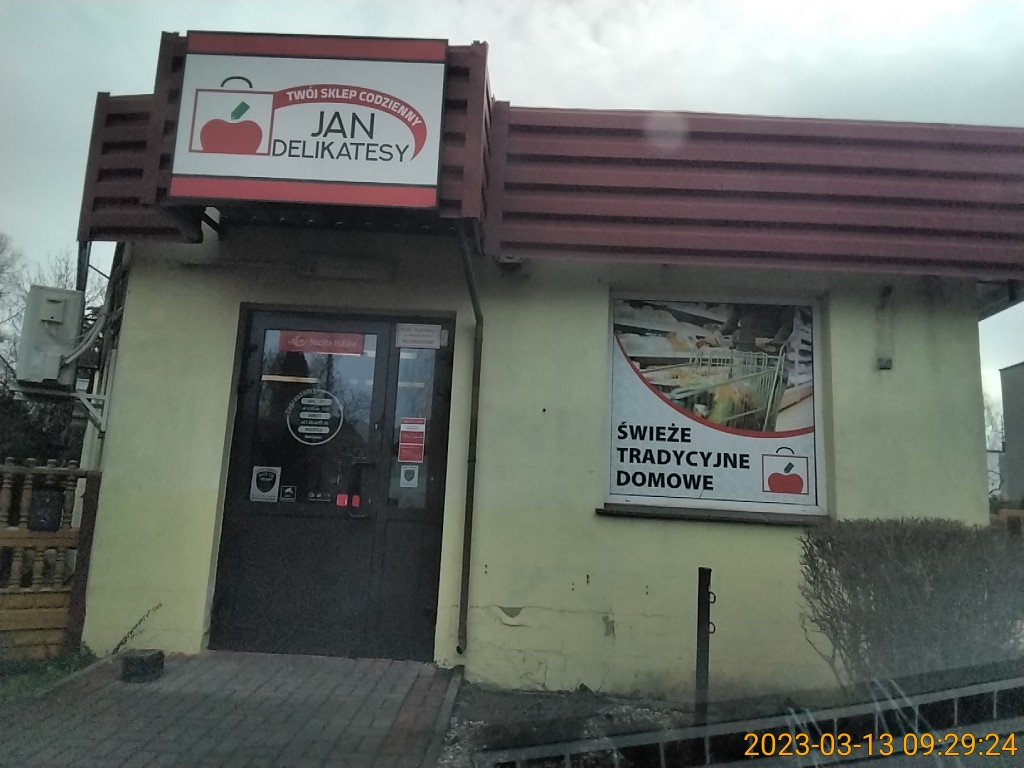 TWÓJ SKLEP CODZIENNY
JAN
DELIKATESY
Poczta Polska
ŚWIEŻE
TRADYCYJNE
DOMOWE
2023-03-13 09:29:24